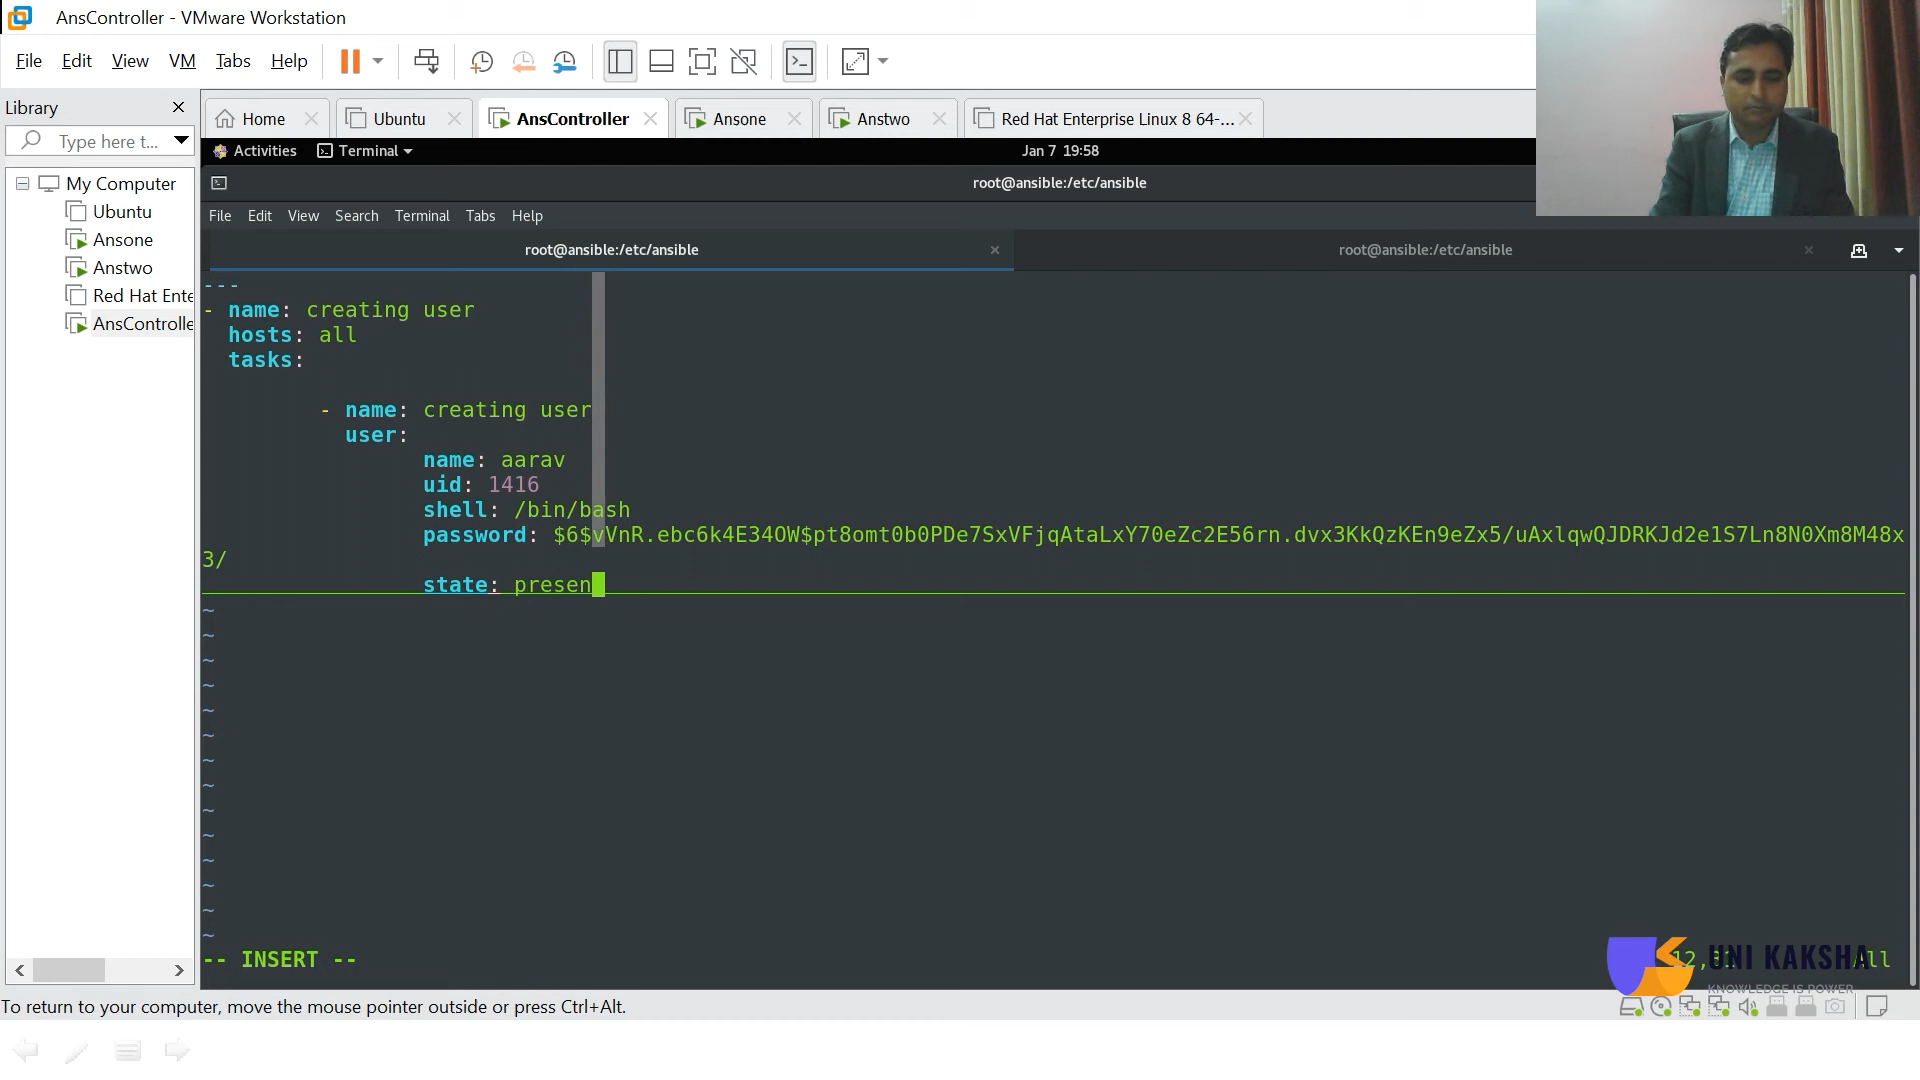 AnsController - VMware Workstation
File Edit View VM Tabs Help
Library
Type here t...
My Computer
Ubuntu
Ansone
Anstwo
Red Hat Ente
AnsControlle
Home Ubuntu AnsController Ansone Anstwo Red Hat Enterprise Linux 8 64-...
Activities Terminal Jan 7 19:58
root@ansible:/etc/ansible
File Edit View Search Terminal Tabs Help
root@ansible:/etc/ansible root@ansible:/etc/ansible
---
- name: creating user
hosts: all
tasks:
- name: creating user
user:
name: aarav
uid: 1416
shell: /bin/bash
password: $6$vVnR.ebc6k4E34OW$pt8omt0b0PDe7SxVFjqAtaLxY70eZc2E56rn.dvx3KkQzKEn9eZx5/uAxlqwQJDRKJd2e1S7Ln8N0Xm8M48x
3/
state: presen
~
~
~
~
~
~
~
~
~
~
~
~
~
~
-- INSERT -- All
UNI KAKSHA
KNOWLEDGE IS POWER
To return to your computer, move the mouse pointer outside or press Ctrl+Alt.